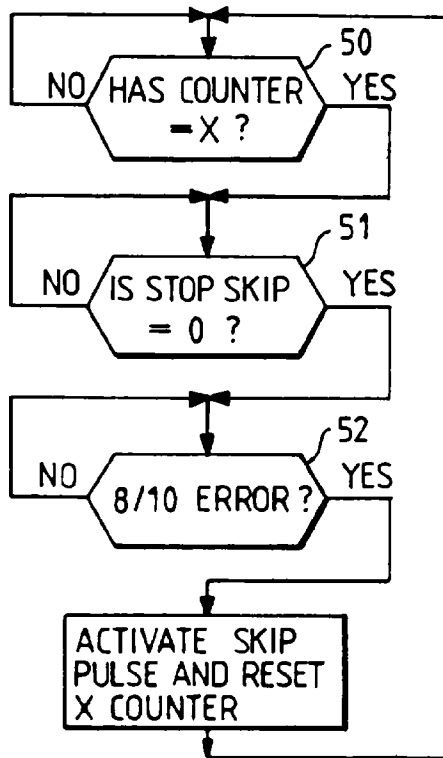 50
NO HAS COUNTER YES
= X ?
51
NO IS STOP SKIP YES
= 0 ?
52
NO 8/10 ERROR ? YES
ACTIVATE SKIP
PULSE AND RESET
X COUNTER